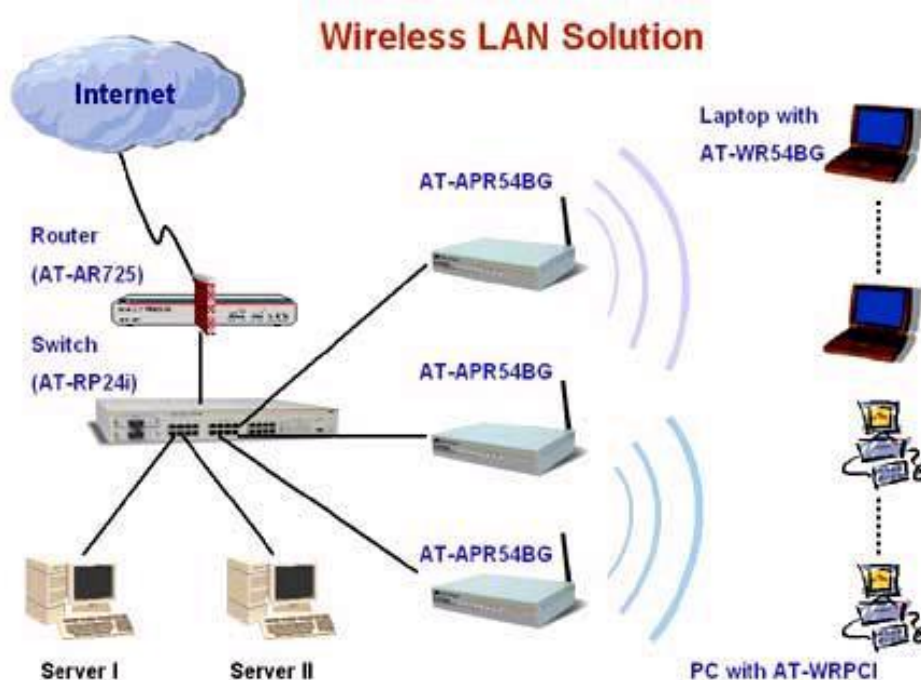 Wireless LAN Solution
Internet
Laptop with
AT-WR54BG
AT-APR54BG
Router
(AT-AR725)
Switch
(AT-RP24i)
AT-APR54BG
AT-APR54BG
Server I
Server II
PC with AT-WRPCI